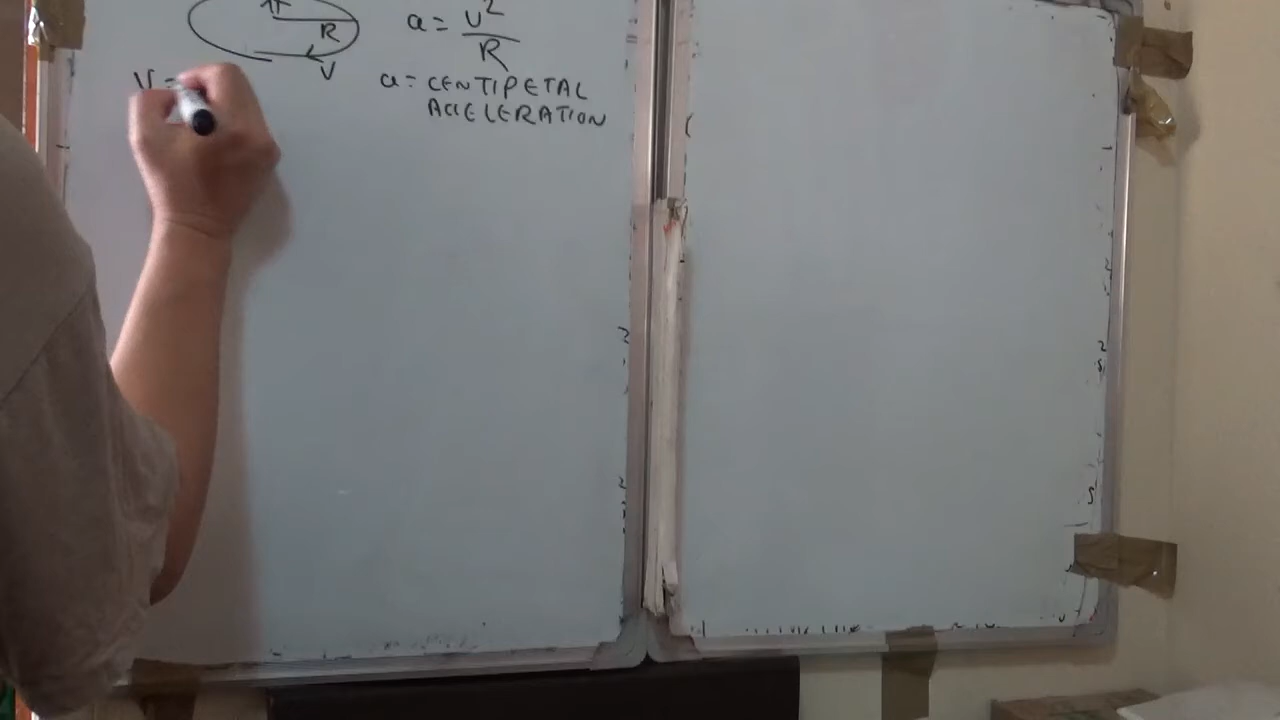 R
a = v²/R
V
V =
a = CENTIPETAL
ACCELERATION